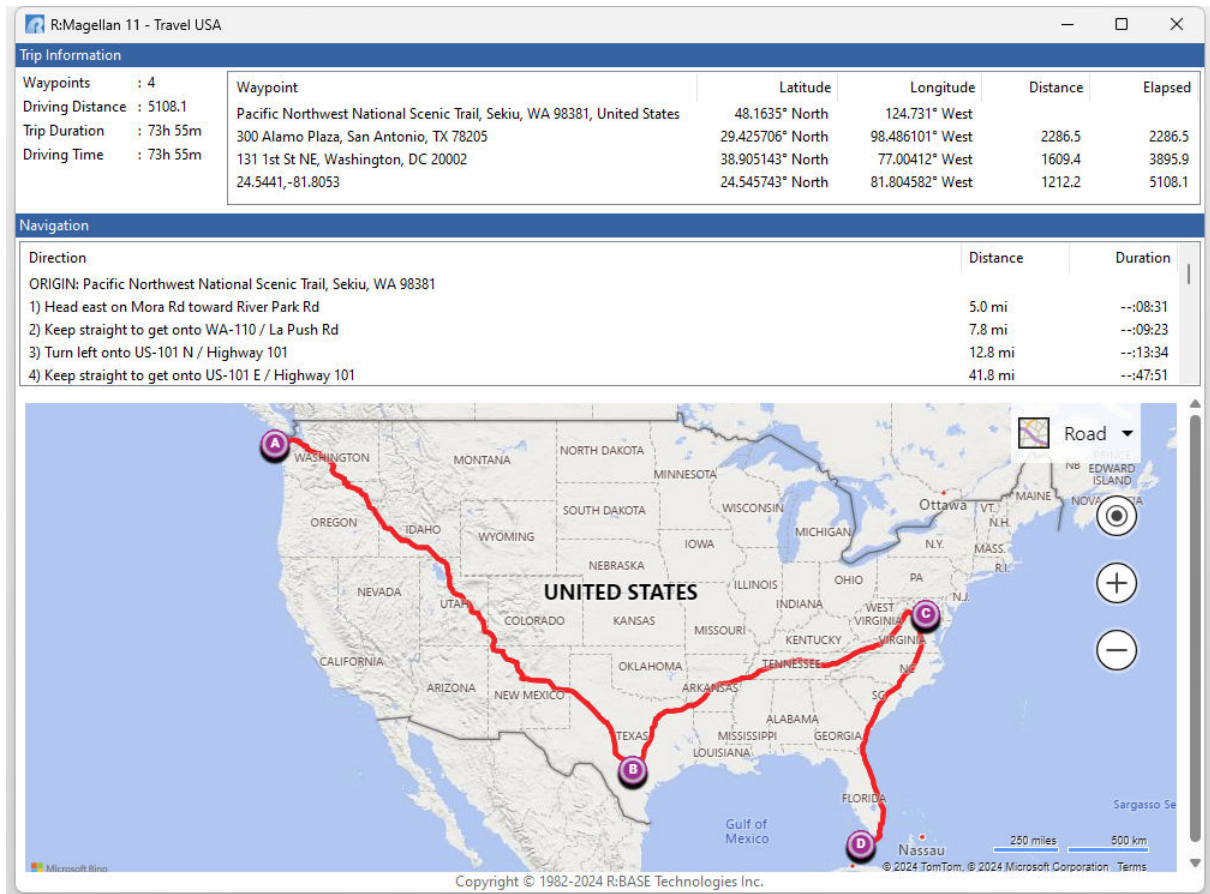 R:Magellan 11 - Travel USA
Trip Information
Waypoints : 4
Driving Distance : 5108.1
Trip Duration : 73h 55m
Driving Time : 73h 55m
Waypoint Latitude Longitude Distance Elapsed
Pacific Northwest National Scenic Trail, Sekiu, WA 98381, United States 48.1635° North 124.731° West
300 Alamo Plaza, San Antonio, TX 78205 29.425706° North 98.486101° West 2286.5 2286.5
131 1st St NE, Washington, DC 20002 38.905143° North 77.00412° West 1609.4 3895.9
24.5441,-81.8053 24.545743° North 81.804582° West 1212.2 5108.1
Navigation
Direction Distance Duration
ORIGIN: Pacific Northwest National Scenic Trail, Sekiu, WA 98381
1) Head east on Mora Rd toward River Park Rd 5.0 mi --:08:31
2) Keep straight to get onto WA-110 / La Push Rd 7.8 mi --:09:23
3) Turn left onto US-101 N / Highway 101 12.8 mi --:13:34
4) Keep straight to get onto US-101 E / Highway 101 41.8 mi --:47:51
Road
A
WASHINGTON
MONTANA
NORTH DAKOTA
MINNESOTA
NB
PRINCE
EDWARD
ISLAND
MAINE
Ottawa
VT.
N.H.
OREGON
IDAHO
WYOMING
SOUTH DAKOTA
WISCONSIN
MICHIGAN
N.Y.
MASS.
R.I.
IOWA
NEBRASKA
NEVADA
UTAH
UNITED STATES
ILLINOIS
INDIANA
OHIO
PA
N.J.
C
COLORADO
KANSAS
MISSOURI
WEST
VIRGINIA
KENTUCKY
VIRGINIA
CALIFORNIA
OKLAHOMA
TENNESSEE
NC
ARIZONA
NEW MEXICO
ARKANSAS
SC
ALABAMA
TEXAS
MISSISSIPPI
GEORGIA
LOUISIANA
B
FLORIDA
Gulf of
Mexico
Sargasso Se
D
Nassau
250 miles 500 km
Microsoft Bing
© 2024 TomTom, © 2024 Microsoft Corporation Terms
Copyright © 1982-2024 R:BASE Technologies Inc.